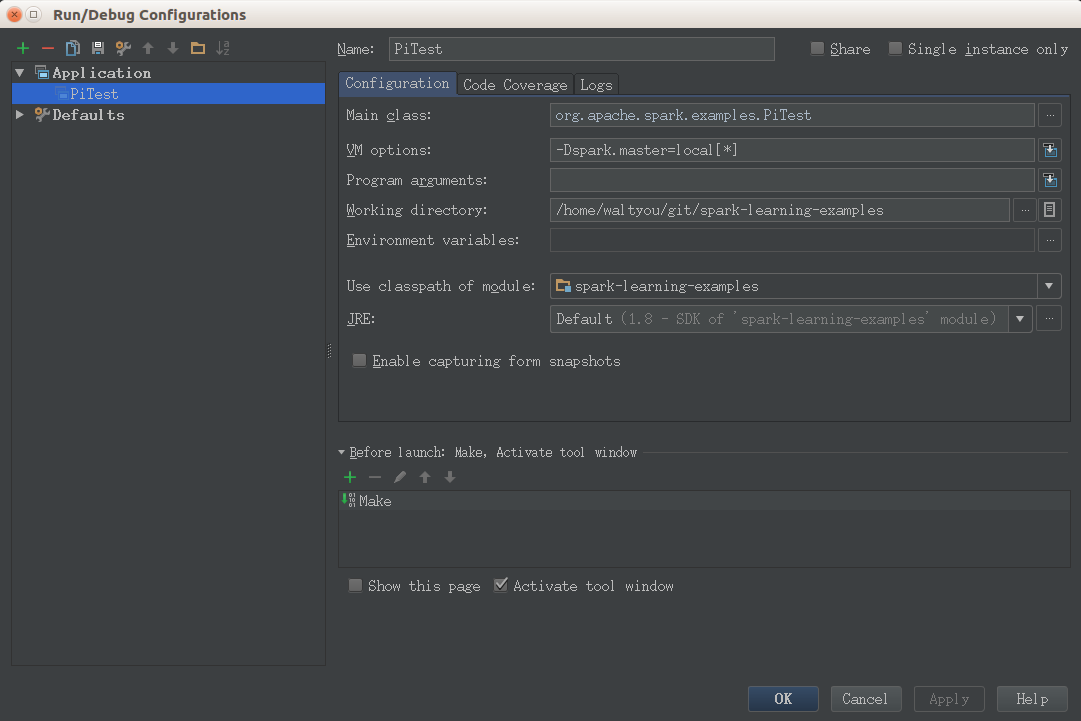 Run/Debug Configurations
Name: PiTest Share Single instance only
Application
PiTest
Defaults
Configuration Code Coverage Logs
Main class: org.apache.spark.examples.PiTest ...
VM options: -Dspark.master=local[*]
Program arguments:
Working directory: /home/waltyou/git/spark-learning-examples ...
Environment variables: ...
Use classpath of module: spark-learning-examples
JRE: Default (1.8 - SDK of 'spark-learning-examples' module) ...
Enable capturing form snapshots
Before launch: Make, Activate tool window
Make
Show this page Activate tool window
OK Cancel Apply Help